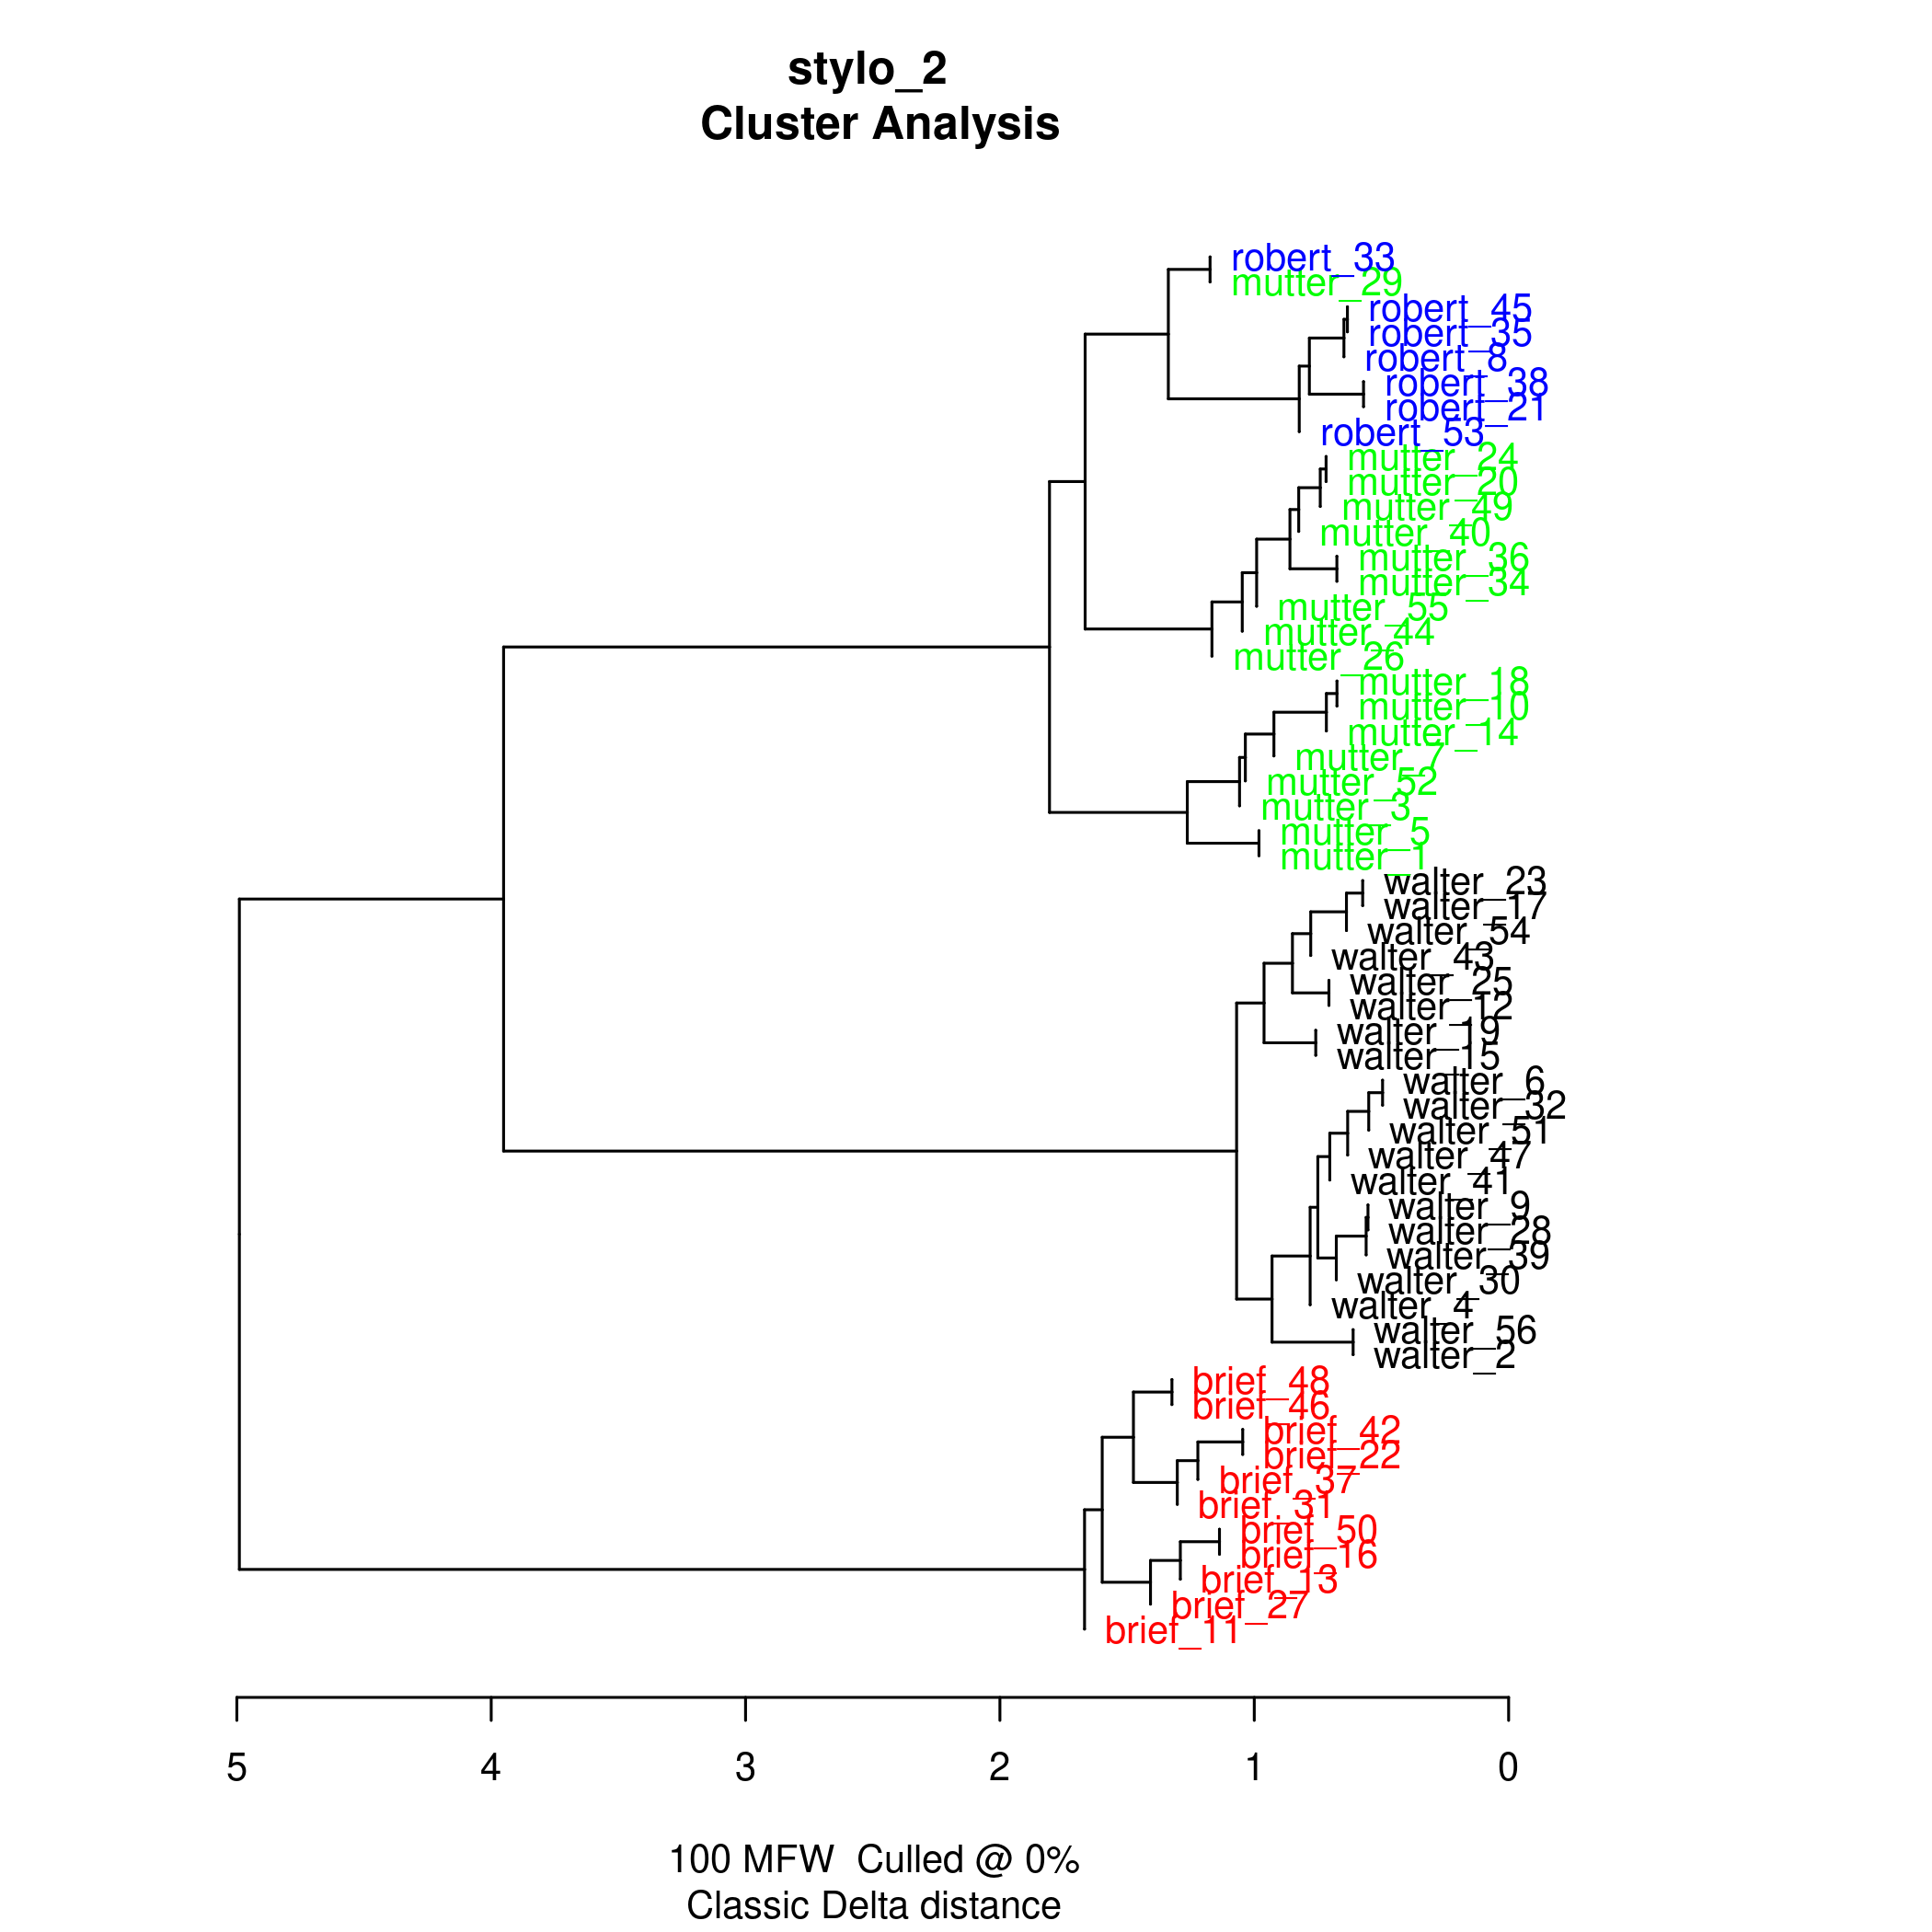 stylo_2
Cluster Analysis
robert_33
mutter_29
robert_45
robert_35
robert_8
robert_38
robert_21
robert_53
mutter_24
mutter_20
mutter_49
mutter_40
mutter_36
mutter_34
mutter_55
mutter_44
mutter_26
mutter_18
mutter_10
mutter_14
mutter_7
mutter_52
mutter_3
mutter_5
mutter_1
walter_23
walter_17
walter_54
walter_43
walter_25
walter_12
walter_19
walter_15
walter_6
walter_32
walter_51
walter_47
walter_41
walter_9
walter_28
walter_39
walter_30
walter_4
walter_56
walter_2
brief_48
brief_46
brief_42
brief_22
brief_37
brief_31
brief_50
brief_16
brief_13
brief_27
brief_11
5 4 3 2 1 0
100 MFW Culled @ 0%
Classic Delta distance